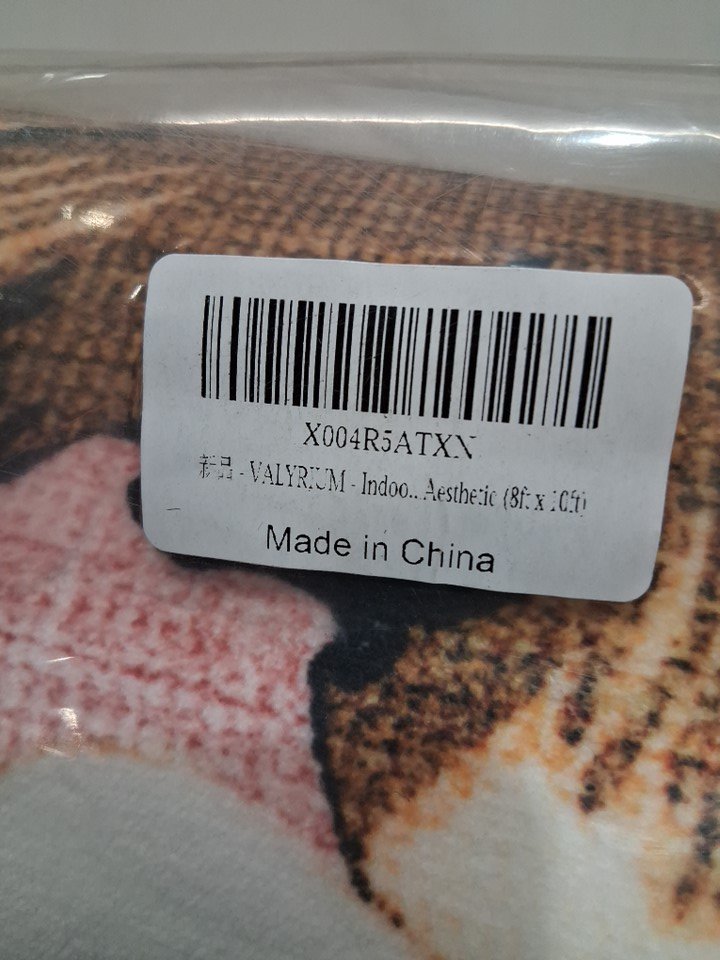 X004R5ATXN
新品 - VALYRIUM - Indoo... Aesthetic (8ft x 10ft)
Made in China